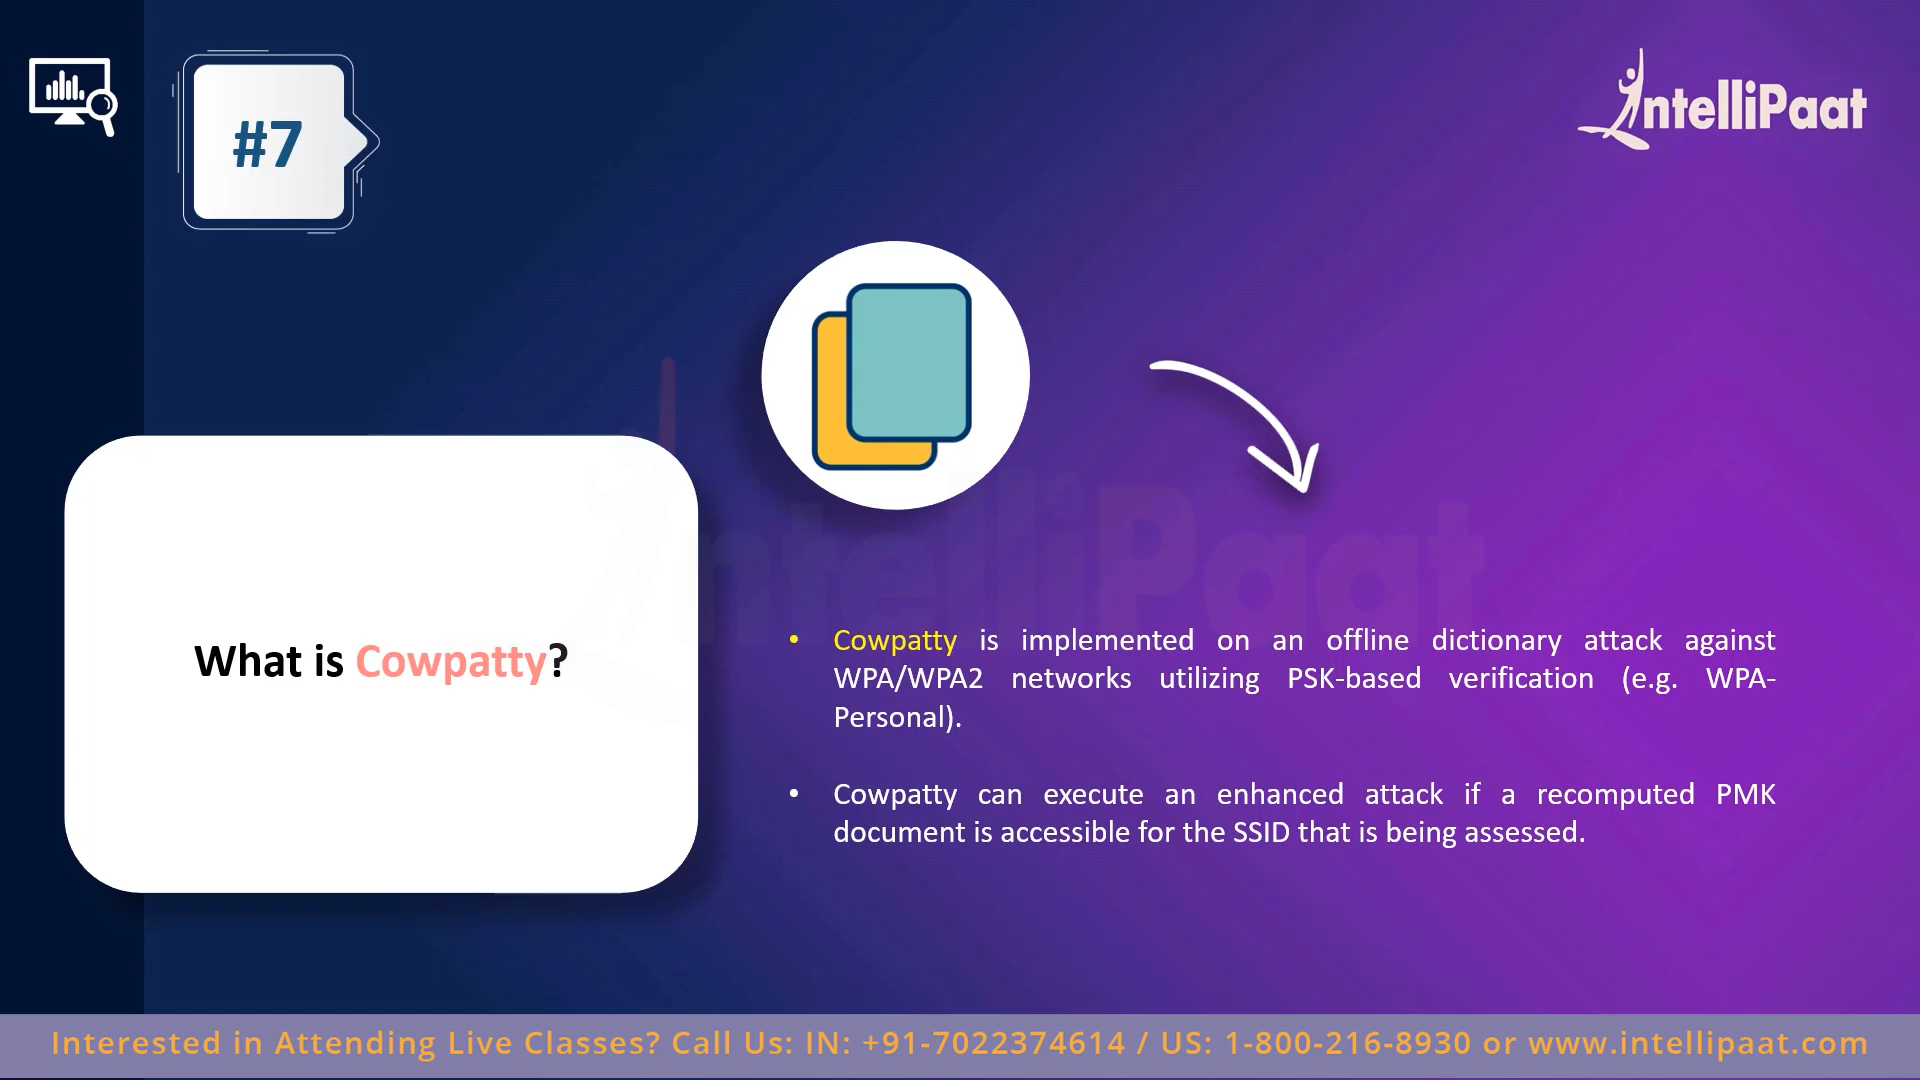 #7
IntelliPaat
What is Cowpatty?
• Cowpatty is implemented on an offline dictionary attack against
WPA/WPA2 networks utilizing PSK-based verification (e.g. WPA-
Personal).
• Cowpatty can execute an enhanced attack if a recomputed PMK
document is accessible for the SSID that is being assessed.
IntelliPaat
Interested in Attending Live Classes? Call Us: IN: +91-7022374614 / US: 1-800-216-8930 or www.intellipaat.com